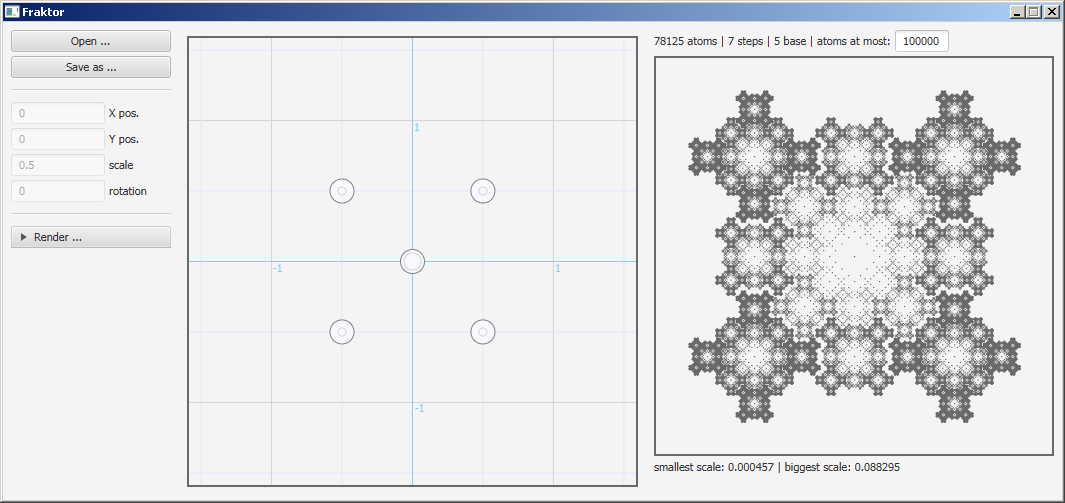 Fraktor
Open ...
Save as ...
0 X pos.
0 Y pos.
0.5 scale
0 rotation
Render ...
1
-1
1
-1
78125 atoms | 7 steps | 5 base | atoms at most: 100000
smallest scale: 0.000457 | biggest scale: 0.088295